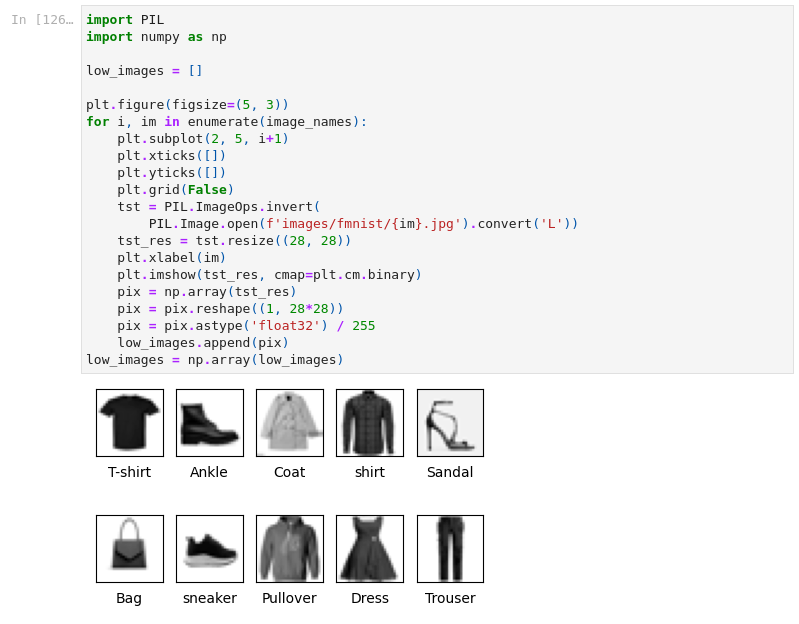 In [126…
import PIL
import numpy as np
low_images = []
plt.figure(figsize=(5, 3))
for i, im in enumerate(image_names):
    plt.subplot(2, 5, i+1)
    plt.xticks([])
    plt.yticks([])
    plt.grid(False)
    tst = PIL.ImageOps.invert(
        PIL.Image.open(f'images/fmnist/{im}.jpg').convert('L'))
    tst_res = tst.resize((28, 28))
    plt.xlabel(im)
    plt.imshow(tst_res, cmap=plt.cm.binary)
    pix = np.array(tst_res)
    pix = pix.reshape((1, 28*28))
    pix = pix.astype('float32') / 255
    low_images.append(pix)
low_images = np.array(low_images)
T-shirt Ankle Coat shirt Sandal
Bag sneaker Pullover Dress Trouser